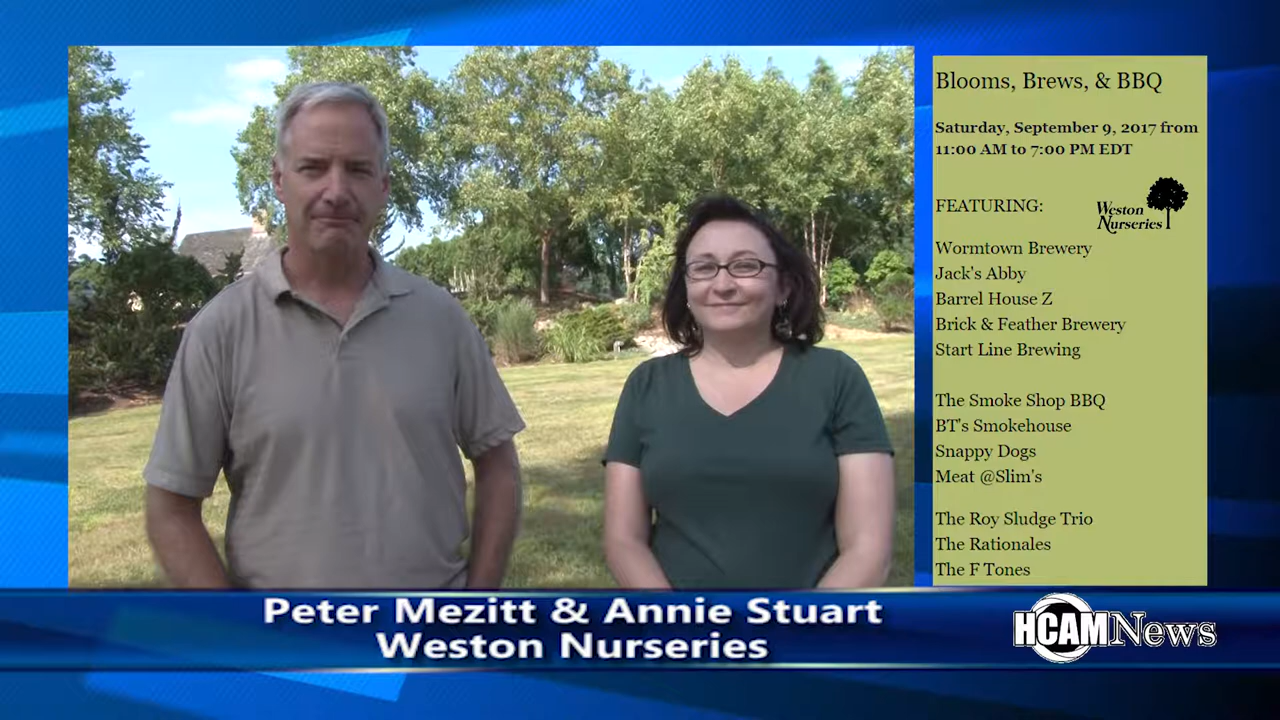 Blooms, Brews, & BBQ
Saturday, September 9, 2017 from
11:00 AM to 7:00 PM EDT
FEATURING:
Weston
Nurseries
Wormtown Brewery
Jack's Abby
Barrel House Z
Brick & Feather Brewery
Start Line Brewing
The Smoke Shop BBQ
BT's Smokehouse
Snappy Dogs
Meat @Slim's
The Roy Sludge Trio
The Rationales
The F Tones
Peter Mezitt & Annie Stuart
Weston Nurseries
HCAM News